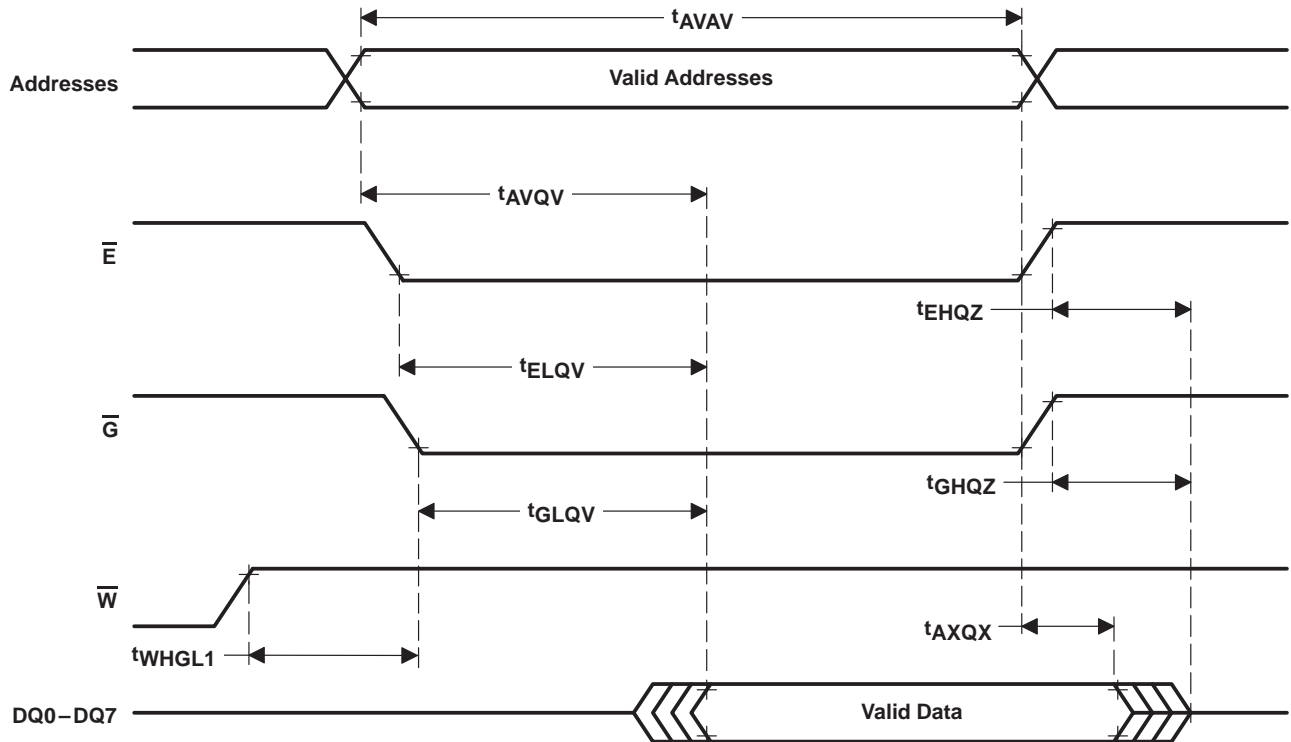 tAVAV
Addresses
Valid Addresses
tAVQV
E̅
tEHQZ
tELQV
G̅
tGHQZ
tGLQV
W̅
tAXQX
tWHGL1
DQ0–DQ7
Valid Data